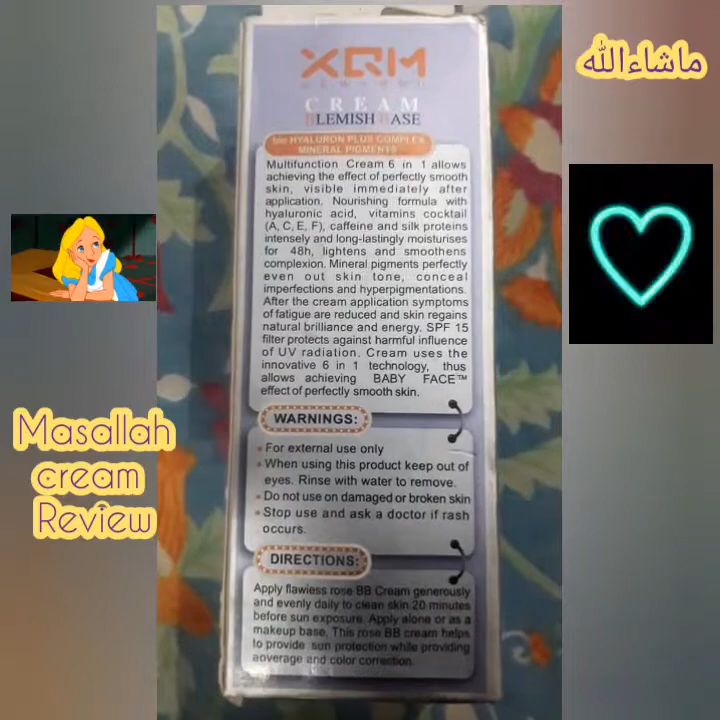 XQM
CREAM
BLEMISH BASE
HYALURON PLUS COMPLEX
MINERAL PIGMENTS
Multifunction Cream 6 in 1 allows
achieving the effect of perfectly smooth
skin, visible immediately after
application. Nourishing formula with
hyaluronic acid, vitamins cocktail
(A, C, E, F), caffeine and silk proteins
intensely and long-lastingly moisturises
for 48h, lightens and smoothens
complexion. Mineral pigments perfectly
even out skin tone, conceal
imperfections and hyperpigmentations.
After the cream application symptoms
of fatigue are reduced and skin regains
natural brilliance and energy. SPF 15
filter protects against harmful influence
of UV radiation. Cream uses the
innovative 6 in 1 technology, thus
allows achieving BABY FACE™
effect of perfectly smooth skin.
WARNINGS:
• For external use only
• When using this product keep out of
eyes. Rinse with water to remove.
• Do not use on damaged or broken skin
• Stop use and ask a doctor if rash
occurs.
DIRECTIONS:
Apply flawless rose BB Cream generously
and evenly daily to clean skin 20 minutes
before sun exposure. Apply alone or as a
makeup base. This rose BB cream helps
to provide sun protection while providing
aoverage and color correction.
ماشاءالله
Masallah
cream
Review